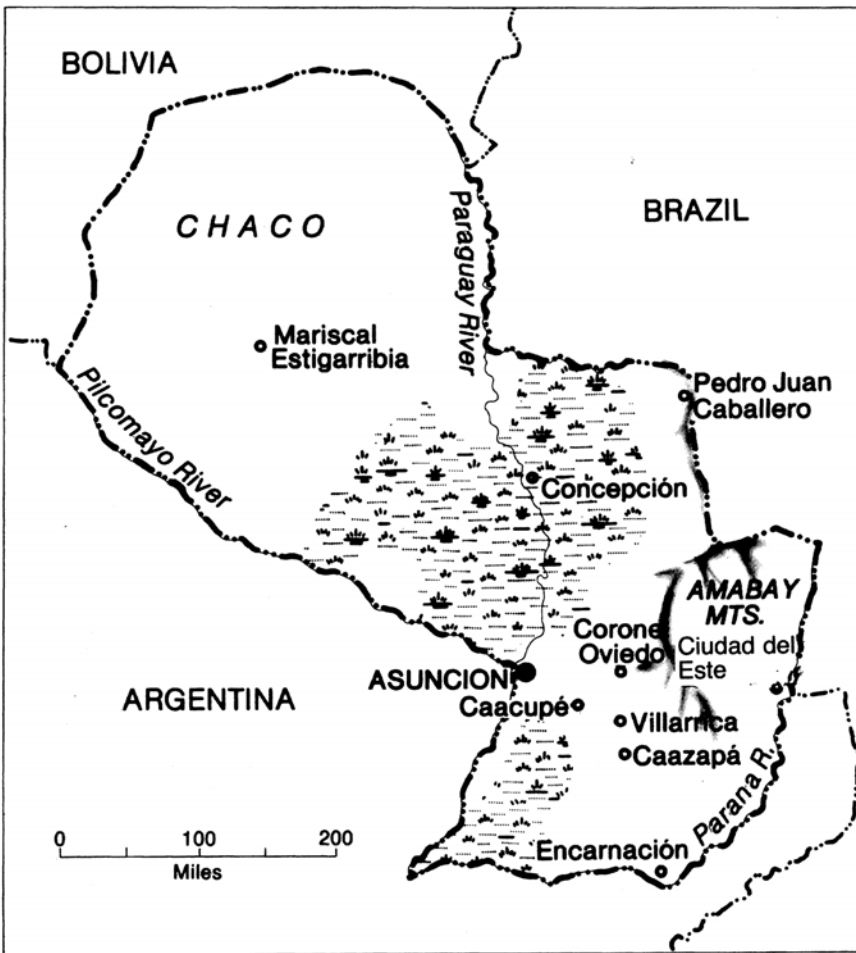 BOLIVIA
CHACO
BRAZIL
Paraguay River
Mariscal
Estigarribia
Pedro Juan
Caballero
Pilcomayo River
Concepción
AMABAY
MTS.
Corone
Oviedo
Ciudad del
Este
ASUNCION
ARGENTINA
Caacupé
Villarrica
Caazapá
Parana R.
0 100 200
Miles
Encarnación